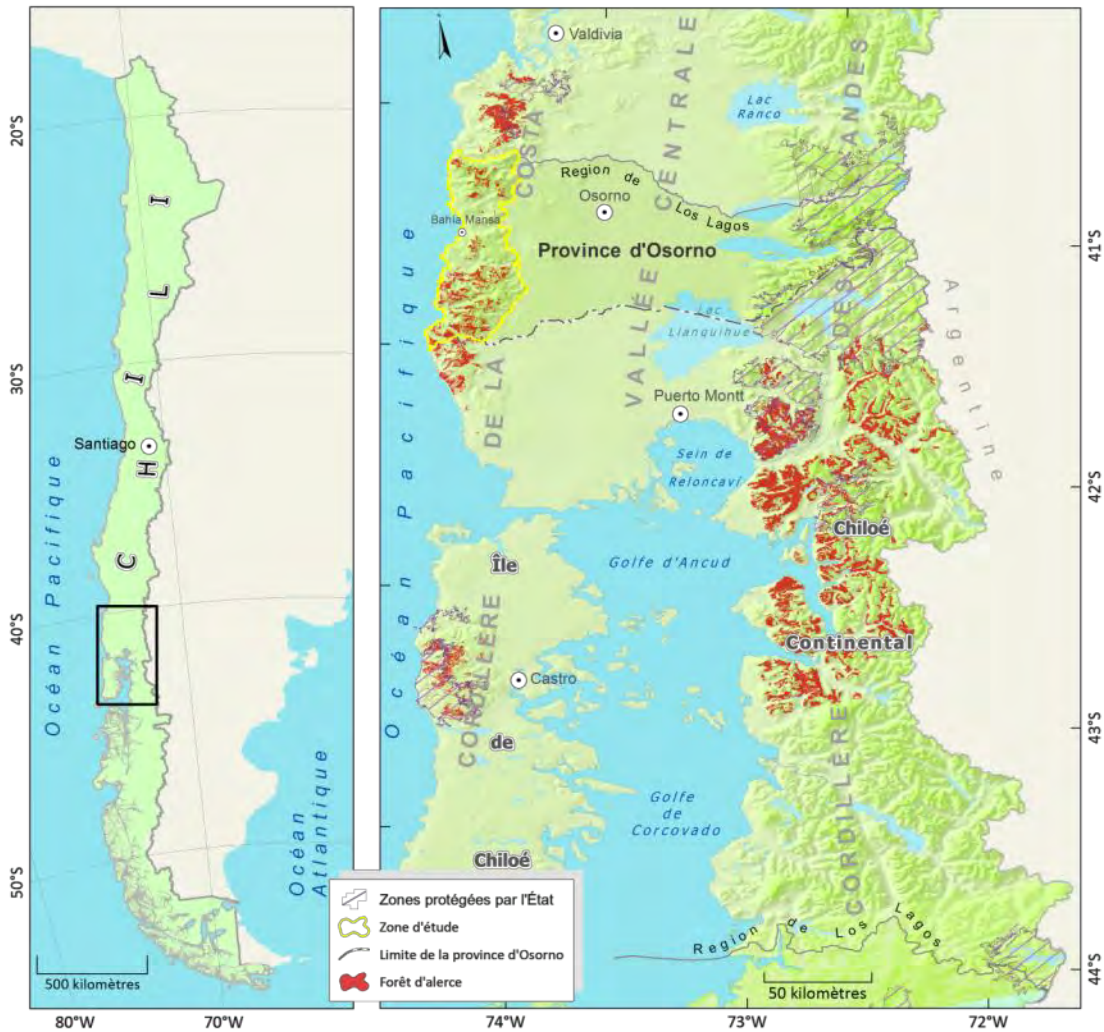 20°S
30°S
40°S
50°S
80°W
70°W
CHILI
Santiago
Océan Pacifique
Océan
Atlantique
500 kilomètres
Valdivia
Lac
Ranco
COSTA
VALLÉE CENTRALE
CORDILLERE DES ANDES
Region de Los Lagos
Osorno
Bahía Mansa
Province d'Osorno
Lac
Llanquihue
Océan Pacifique
CORDILLERE DE LA
Puerto Montt
Sein de
Reloncaví
Argentine
41°S
42°S
43°S
44°S
Chiloé
Continental
Île
de
Chiloé
Golfe d'Ancud
Castro
Golfe
de
Corcovado
Region de Los Lagos
50 kilomètres
74°W
73°W
72°W
Zones protégées par l'État
Zone d'étude
Limite de la province d'Osorno
Forêt d'alerce